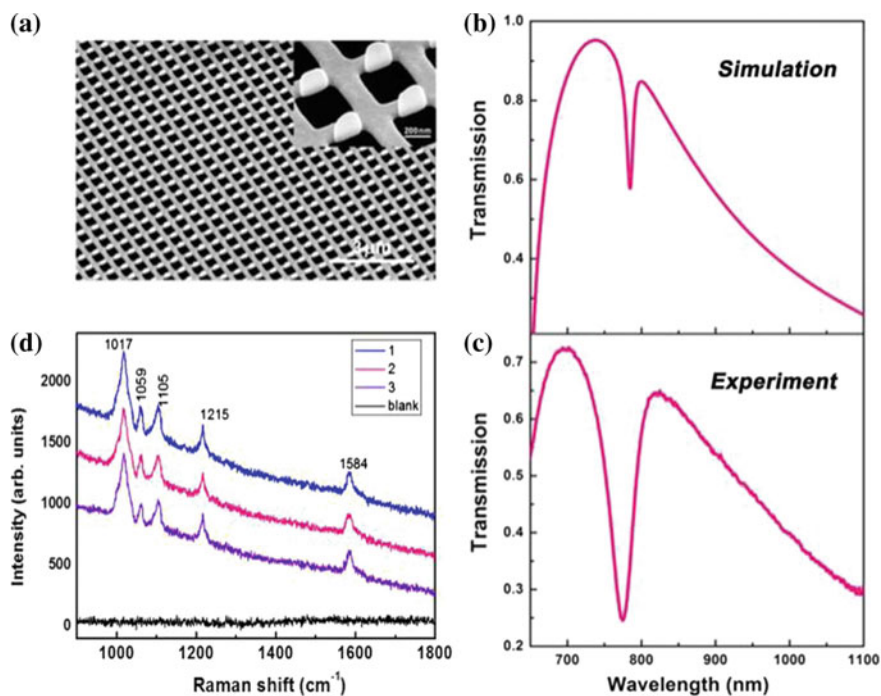 (a)
200nm
3μm
(b)
Simulation
Transmission
1.0
0.8
0.6
0.4
(c)
Experiment
Transmission
0.7
0.6
0.5
0.4
0.3
0.2
700 800 900 1000 1100
Wavelength (nm)
(d)
1017
1059
1105
1215
1584
1
2
3
blank
Intensity (arb. units)
2000
1500
1000
500
0
1000 1200 1400 1600 1800
Raman shift (cm⁻¹)